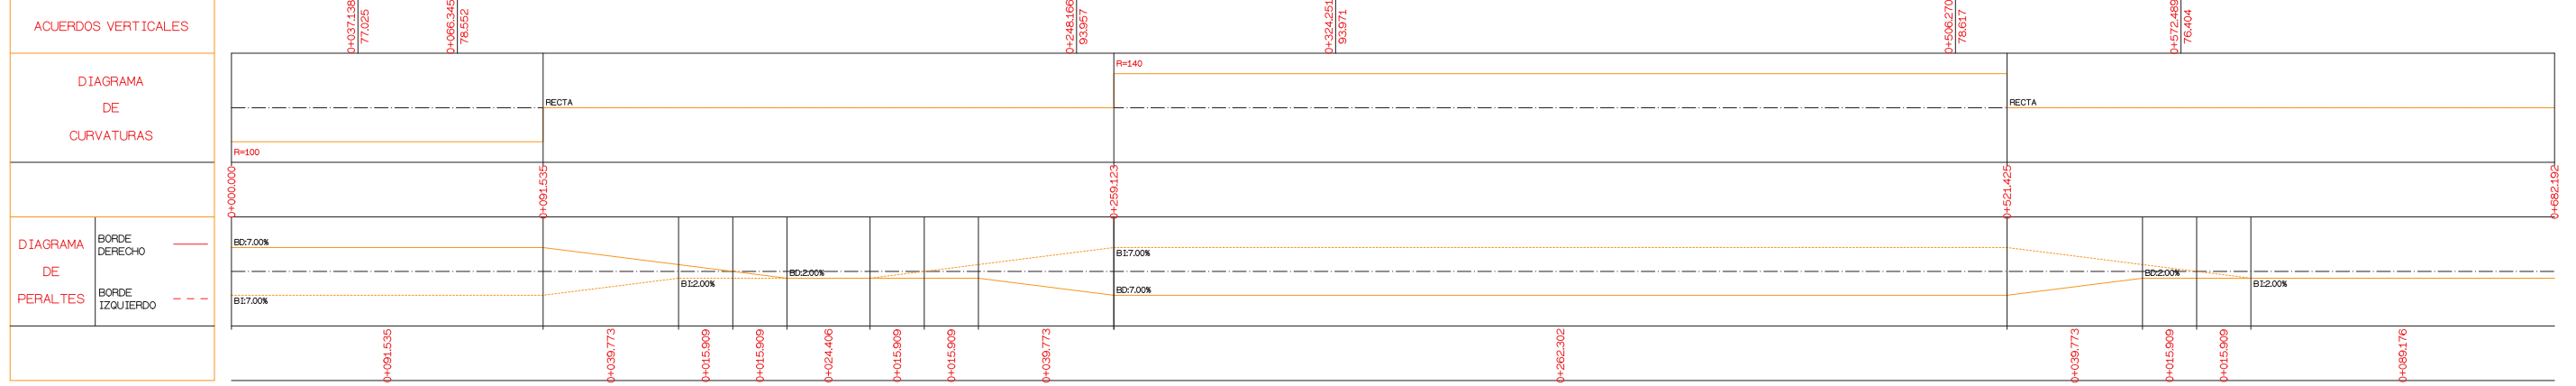 ACUERDOS VERTICALES
0+037.138
77.025
0+066.345
78.552
0+248.166
93.957
0+324.251
93.971
0+506.270
78.617
0+572.489
76.404
DIAGRAMA
DE
CURVATURAS
R=100
RECTA
R=140
RECTA
0+000.000
0+091.535
0+259.123
0+521.425
0+682.192
DIAGRAMA
DE
PERALTES
BORDE
DERECHO
BORDE
IZQUIERDO
BD:7.00%
BI:7.00%
BI:2.00%
BD:2.00%
BI:7.00%
BD:7.00%
BD:2.00%
BI:2.00%
0+091.535
0+039.773
0+015.909
0+015.909
0+024.406
0+015.909
0+015.909
0+039.773
0+262.302
0+039.773
0+015.909
0+015.909
0+089.176